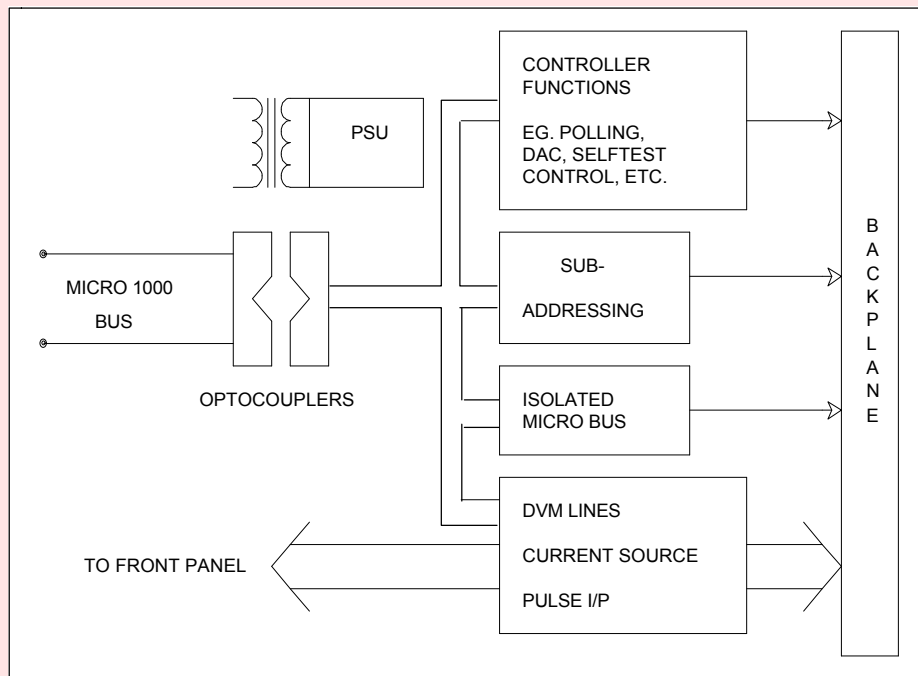 CONTROLLER
FUNCTIONS
EG. POLLING,
DAC, SELFTEST
CONTROL, ETC.
PSU
SUB-
ADDRESSING
MICRO 1000
BUS
OPTOCOUPLERS
ISOLATED
MICRO BUS
DVM LINES
CURRENT SOURCE
PULSE I/P
TO FRONT PANEL
B
A
C
K
P
L
A
N
E